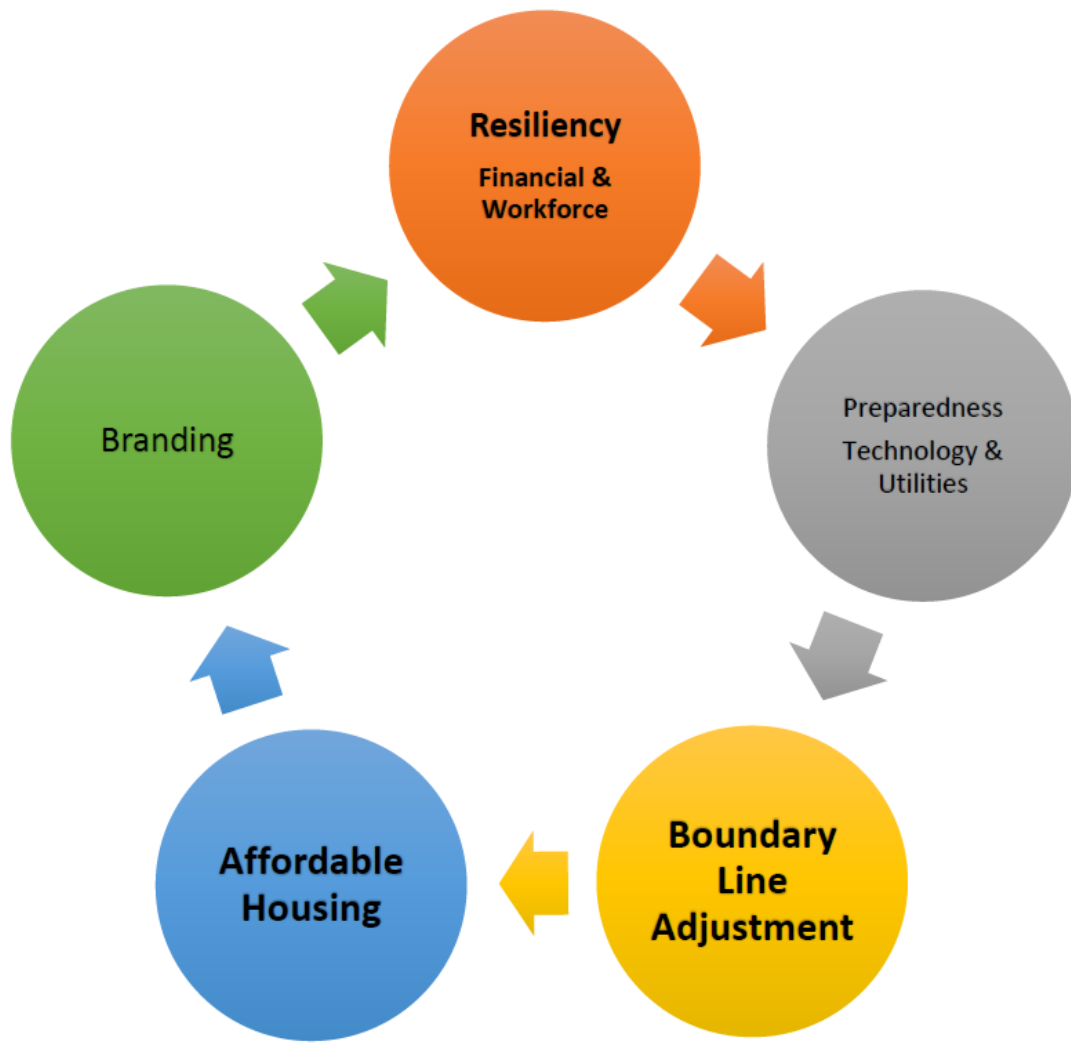 Resiliency
Financial &
Workforce
Preparedness
Technology &
Utilities
Boundary
Line
Adjustment
Affordable
Housing
Branding